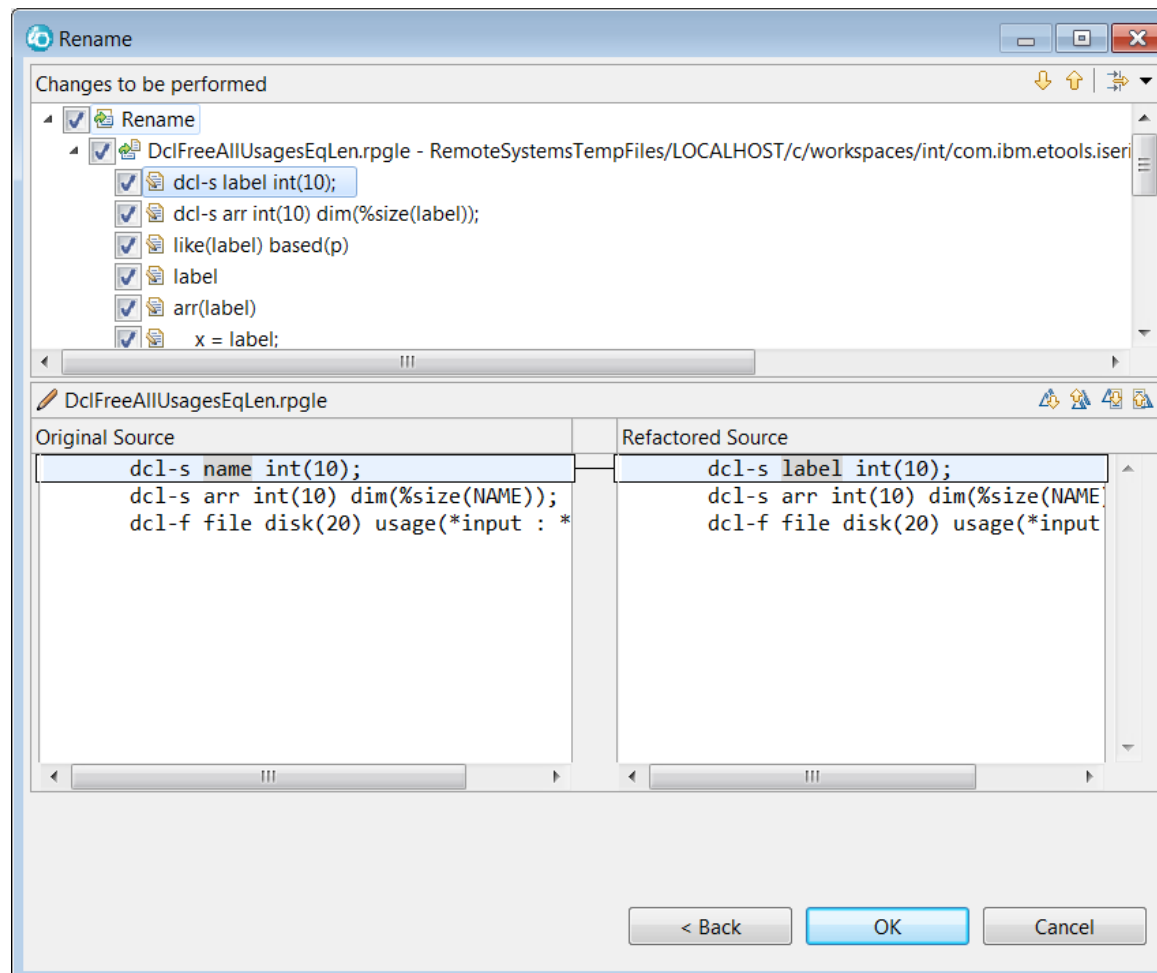 Rename
Changes to be performed
Rename
DclFreeAllUsagesEqLen.rpgle - RemoteSystemsTempFiles/LOCALHOST/c/workspaces/int/com.ibm.etools.iseri
dcl-s label int(10);
dcl-s arr int(10) dim(%size(label));
like(label) based(p)
label
arr(label)
x = label;
DclFreeAllUsagesEqLen.rpgle
Original Source
dcl-s name int(10);
dcl-s arr int(10) dim(%size(NAME));
dcl-f file disk(20) usage(*input : *
Refactored Source
dcl-s label int(10);
dcl-s arr int(10) dim(%size(NAME)
dcl-f file disk(20) usage(*input
< Back
OK
Cancel